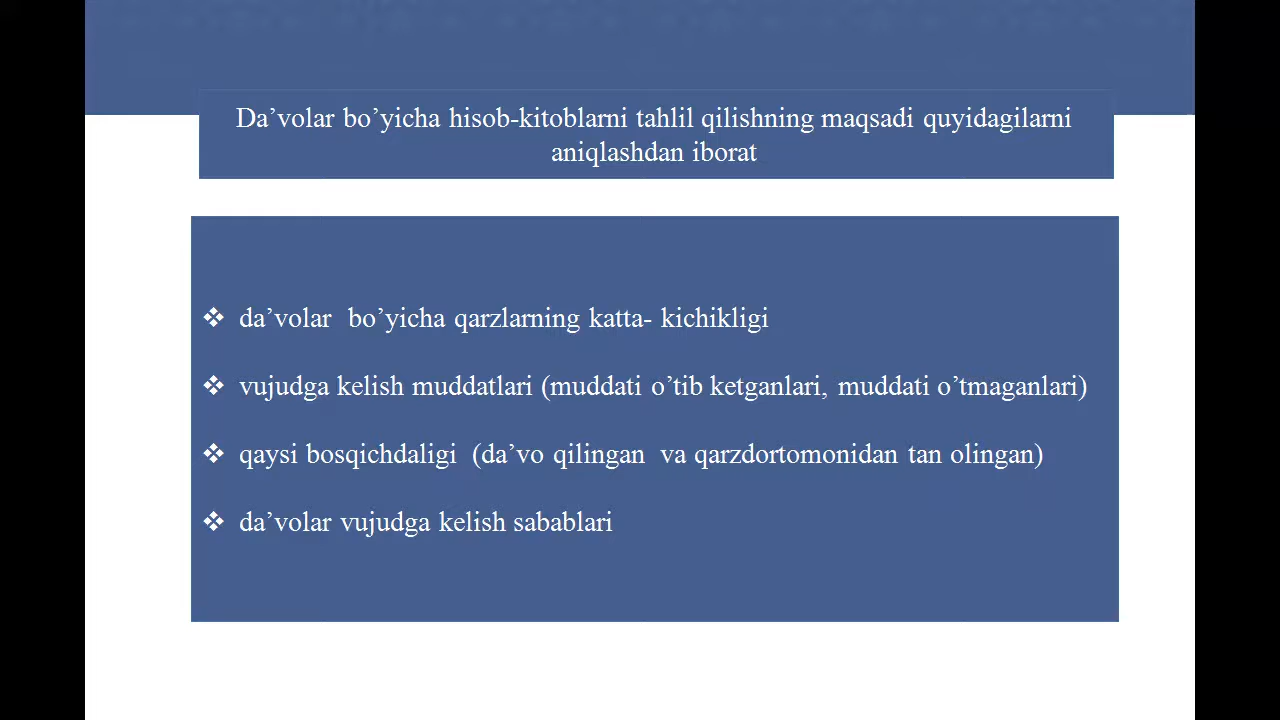 Da’volar bo’yicha hisob-kitoblarni tahlil qilishning maqsadi quyidagilarni
aniqlashdan iborat
❖ da’volar  bo’yicha qarzlarning katta- kichikligi
❖ vujudga kelish muddatlari (muddati o’tib ketganlari, muddati o’tmaganlari)
❖ qaysi bosqichdaligi  (da’vo qilingan  va qarzdortomonidan tan olingan)
❖ da’volar vujudga kelish sabablari